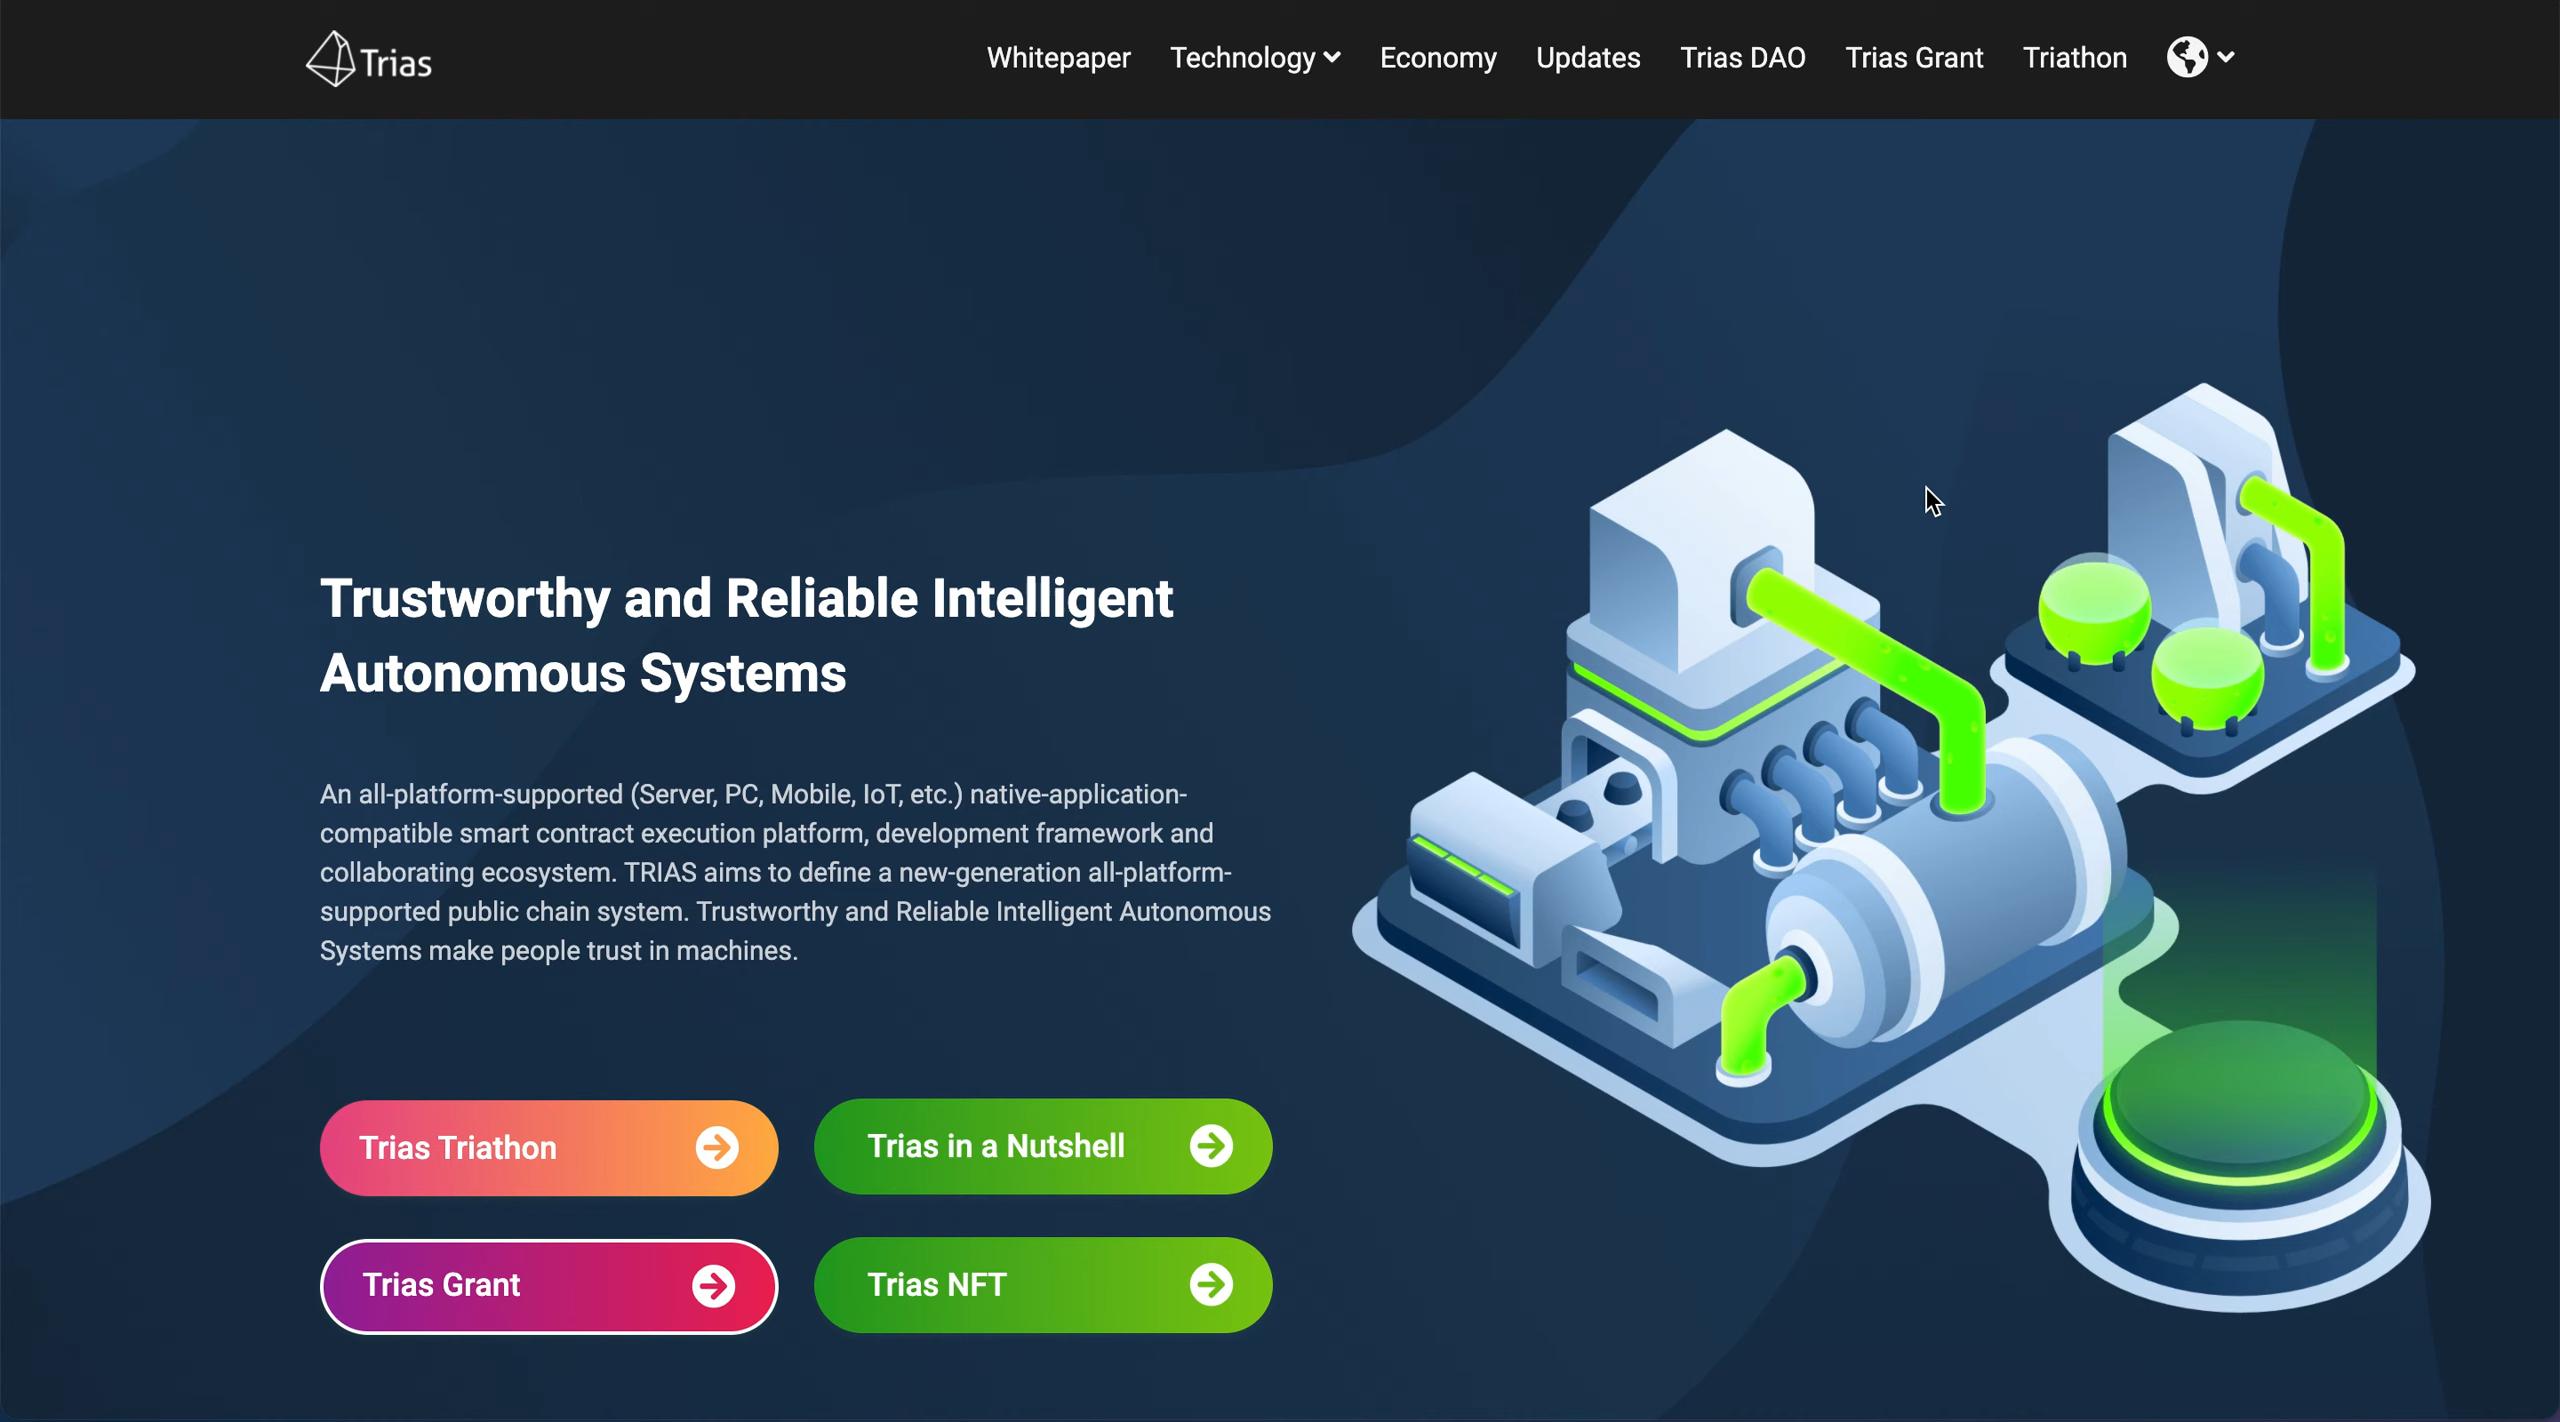 Trias
Whitepaper Technology Economy Updates Trias DAO Trias Grant Triathon
Trustworthy and Reliable Intelligent
Autonomous Systems
An all-platform-supported (Server, PC, Mobile, IoT, etc.) native-application-
compatible smart contract execution platform, development framework and
collaborating ecosystem. TRIAS aims to define a new-generation all-platform-
supported public chain system. Trustworthy and Reliable Intelligent Autonomous
Systems make people trust in machines.
Trias Triathon
Trias in a Nutshell
Trias Grant
Trias NFT